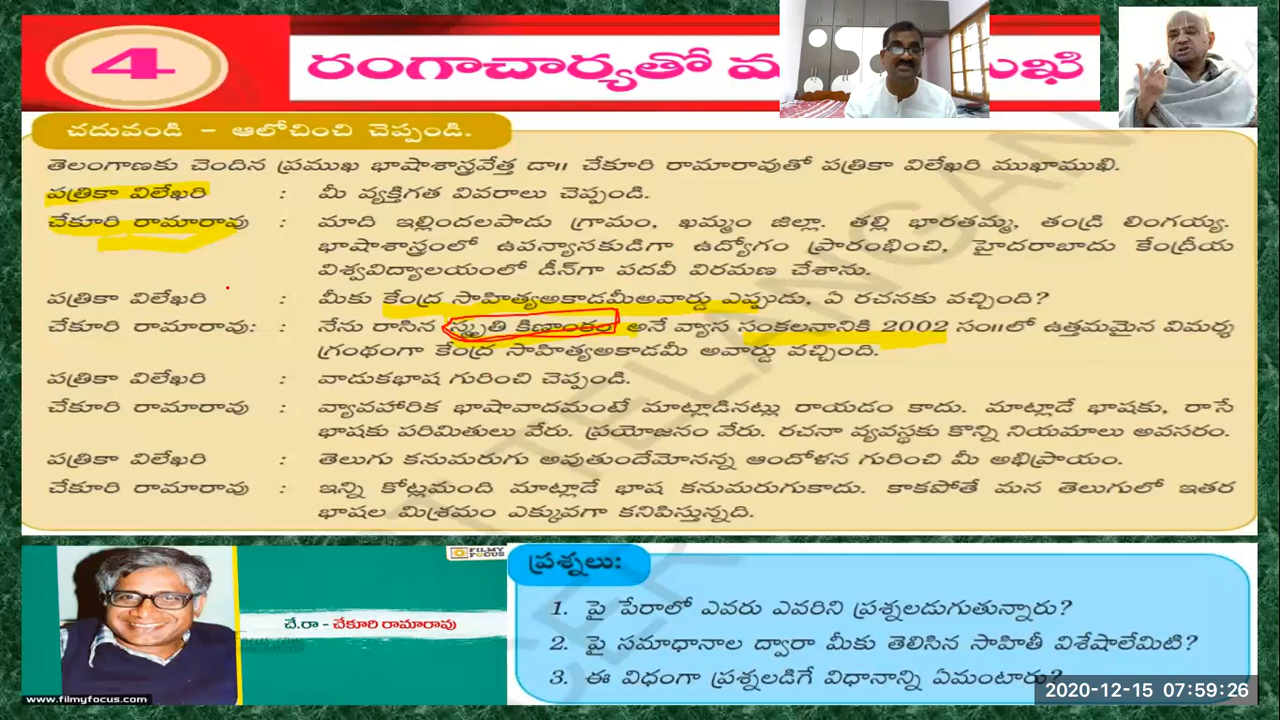 4
రంగాచార్యతో
చదువండి – ఆలోచించి చెప్పండి.
తెలంగాణకు చెందిన ప్రముఖ భాషాశాస్త్రవేత్త డా॥ చేకూరి రామారావుతో పత్రికా విలేఖరి ముఖాముఖి.
పత్రికా విలేఖరి : మీ వ్యక్తిగత వివరాలు చెప్పండి.
చేకూరి రామారావు : మాది ఇల్లిందలపాడు గ్రామం, ఖమ్మం జిల్లా. తల్లి భారతమ్మ, తండ్రి లింగయ్య.
భాషాశాస్త్రంలో ఉపన్యాసకుడిగా ఉద్యోగం ప్రారంభించి, హైదరాబాదు కేంద్రీయ
విశ్వవిద్యాలయంలో డీన్‌గా పదవీ విరమణ చేశాను.
పత్రికా విలేఖరి : మీకు కేంద్ర సాహిత్యఅకాడమీఅవార్డు ఎప్పుడు, ఏ రచనకు వచ్చింది?
చేకూరి రామారావు: : నేను రాసిన స్మృతి కిణాంకం అనే వ్యాస సంకలనానికి 2002 సం॥లో ఉత్తమమైన విమర్శ
గ్రంథంగా కేంద్ర సాహిత్యఅకాడమీ అవార్డు వచ్చింది.
పత్రికా విలేఖరి : వాడుకభాష గురించి చెప్పండి.
చేకూరి రామారావు : వ్యావహారిక భాషావాదమంటే మాట్లాడినట్లు రాయడం కాదు. మాట్లాడే భాషకు, రాసే
భాషకు పరిమితులు వేరు. ప్రయోజనం వేరు. రచనా వ్యవస్థకు కొన్ని నియమాలు అవసరం.
పత్రికా విలేఖరి : తెలుగు కనుమరుగు అవుతుందేమోనన్న ఆందోళన గురించి మీ అభిప్రాయం.
చేకూరి రామారావు : ఇన్ని కోట్లమంది మాట్లాడే భాష కనుమరుగుకాదు. కాకపోతే మన తెలుగులో ఇతర
భాషల మిశ్రమం ఎక్కువగా కనిపిస్తున్నది.
FILMY FOCUS
చే.రా - చేకూరి రామారావు
www.filmyfocus.com
ప్రశ్నలు:
1. పై పేరాలో ఎవరు ఎవరిని ప్రశ్నలడుగుతున్నారు?
2. పై సమాధానాల ద్వారా మీకు తెలిసిన సాహితీ విశేషాలేమిటి?
3. ఈ విధంగా ప్రశ్నలడిగే విధానాన్ని ఏమంటారు?
2020-12-15 07:59:26